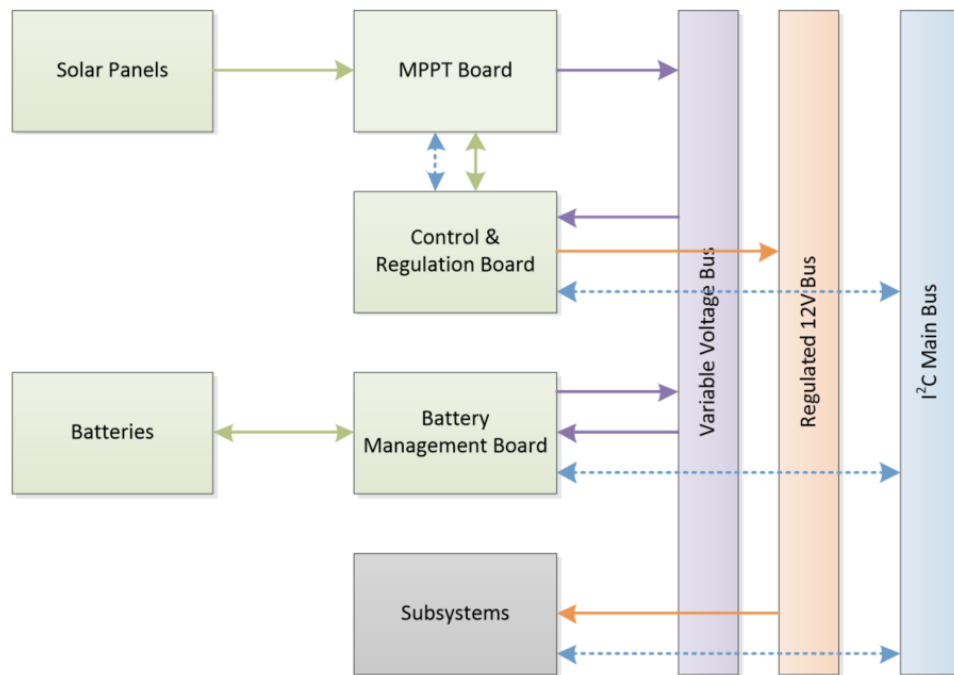 Solar Panels
MPPT Board
Control &
Regulation Board
Batteries
Battery
Management Board
Subsystems
Variable Voltage Bus
Regulated 12V Bus
I²C Main Bus